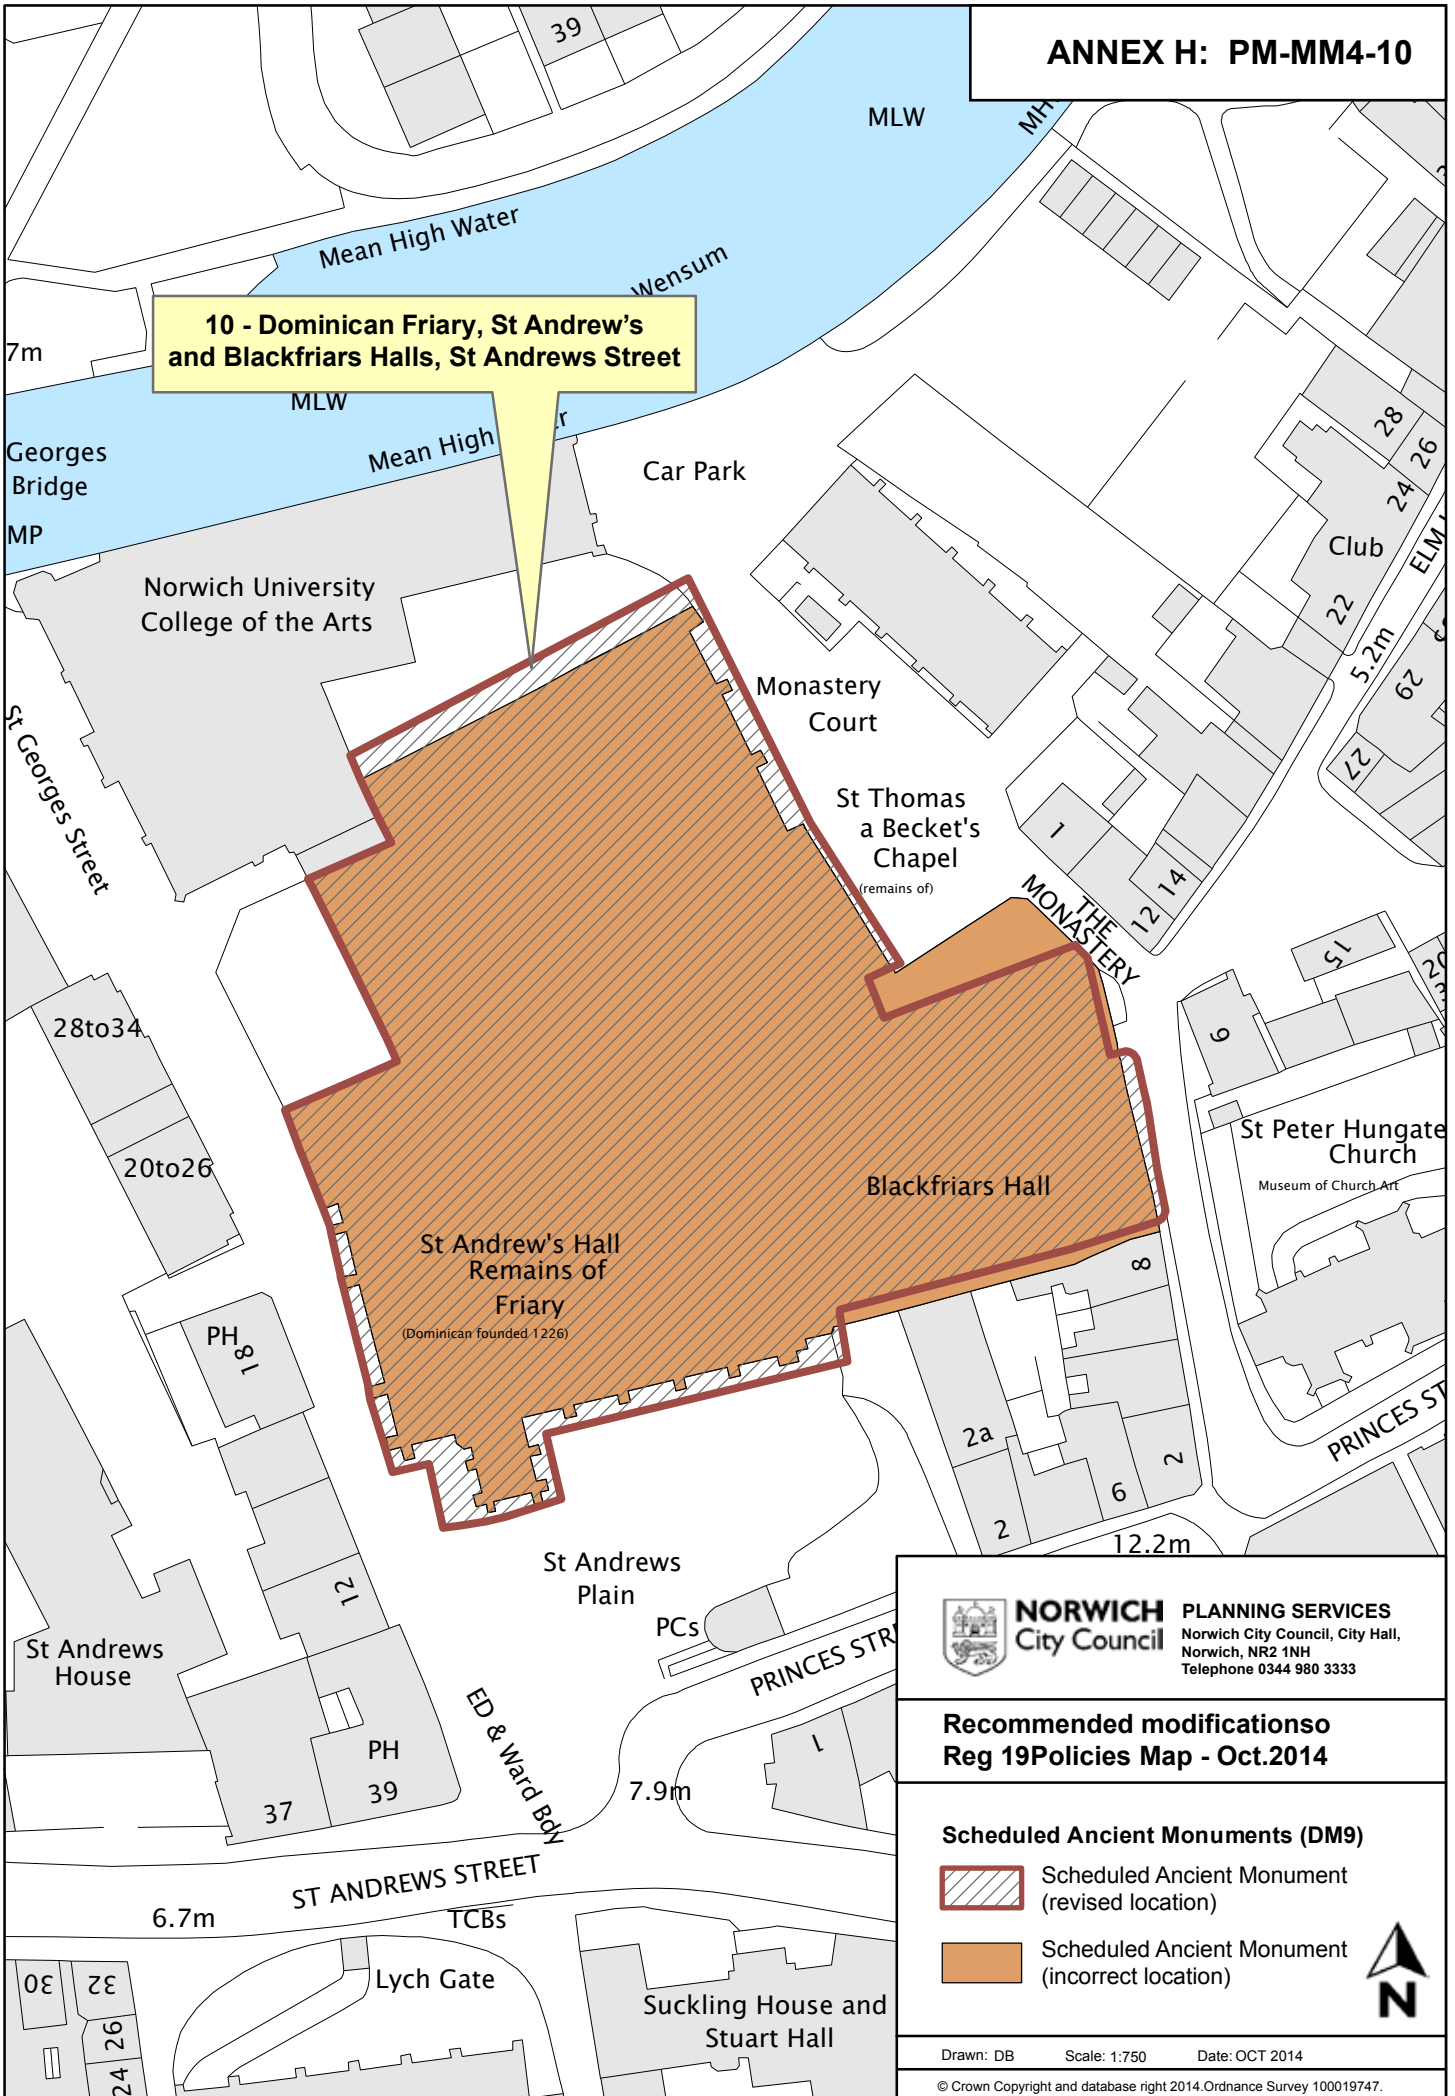 ANNEX H: PM-MM4-10
39
MLW
Mean High Water
Wensum
10 - Dominican Friary, St Andrew's
and Blackfriars Halls, St Andrews Street
7m
MLW
Mean High
Georges
Bridge
MP
Car Park
28
26
24
Club
22
ELM
5.2m
29
27
Norwich University
College of the Arts
St Georges Street
Monastery
Court
St Thomas
a Becket's
Chapel
(remains of)
1
THE
MONASTERY
12
14
15
20
9
28to34
20to26
St Peter Hungate
Church
Museum of Church Art
Blackfriars Hall
St Andrew's Hall
Remains of
Friary
(Dominican founded 1226)
8
PH
18
2a
2
6
2
PRINCES ST
12.2m
12
St Andrews
Plain
PCs
PRINCES STR
St Andrews
House
ED & Ward Bdy
PH
39
37
7.9m
1
ST ANDREWS STREET
6.7m
TCBs
Lych Gate
30
32
26
24
Suckling House and
Stuart Hall
NORWICH
City Council
PLANNING SERVICES
Norwich City Council, City Hall,
Norwich, NR2 1NH
Telephone 0344 980 3333
Recommended modificationso
Reg 19Policies Map - Oct.2014
Scheduled Ancient Monuments (DM9)
Scheduled Ancient Monument
(revised location)
Scheduled Ancient Monument
(incorrect location)
N
Drawn: DB Scale: 1:750 Date: OCT 2014
© Crown Copyright and database right 2014.Ordnance Survey 100019747.